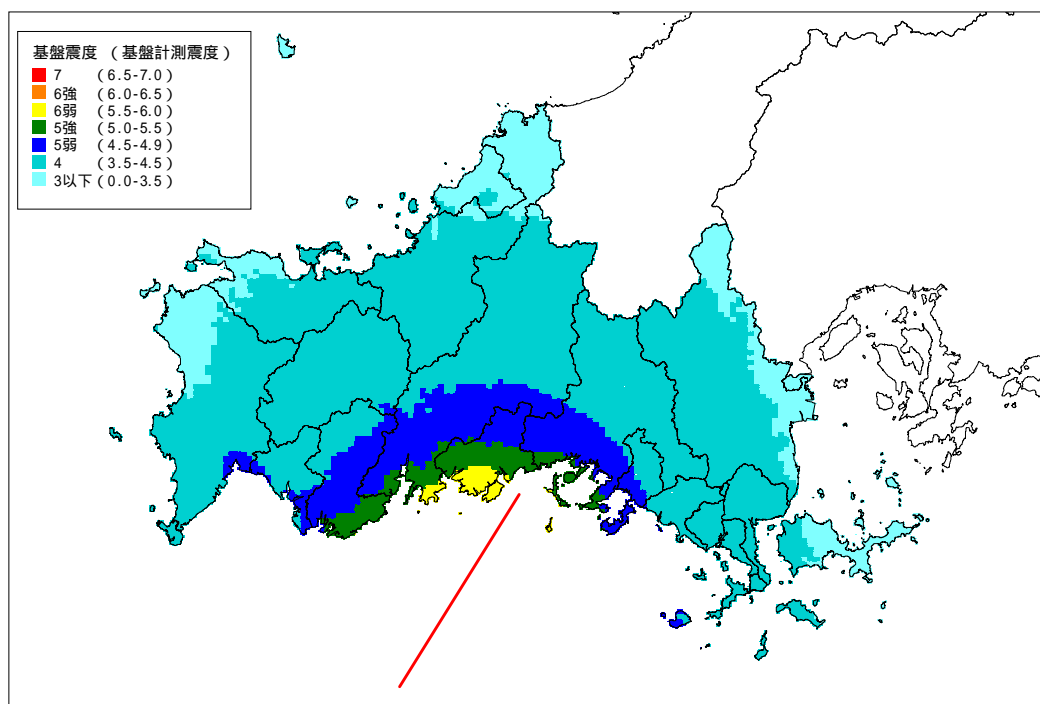 基盤震度 （基盤計測震度）
7 （6.5-7.0）
6強 （6.0-6.5）
6弱 （5.5-6.0）
5強 （5.0-5.5）
5弱 （4.5-4.9）
4 （3.5-4.5）
3以下（0.0-3.5）